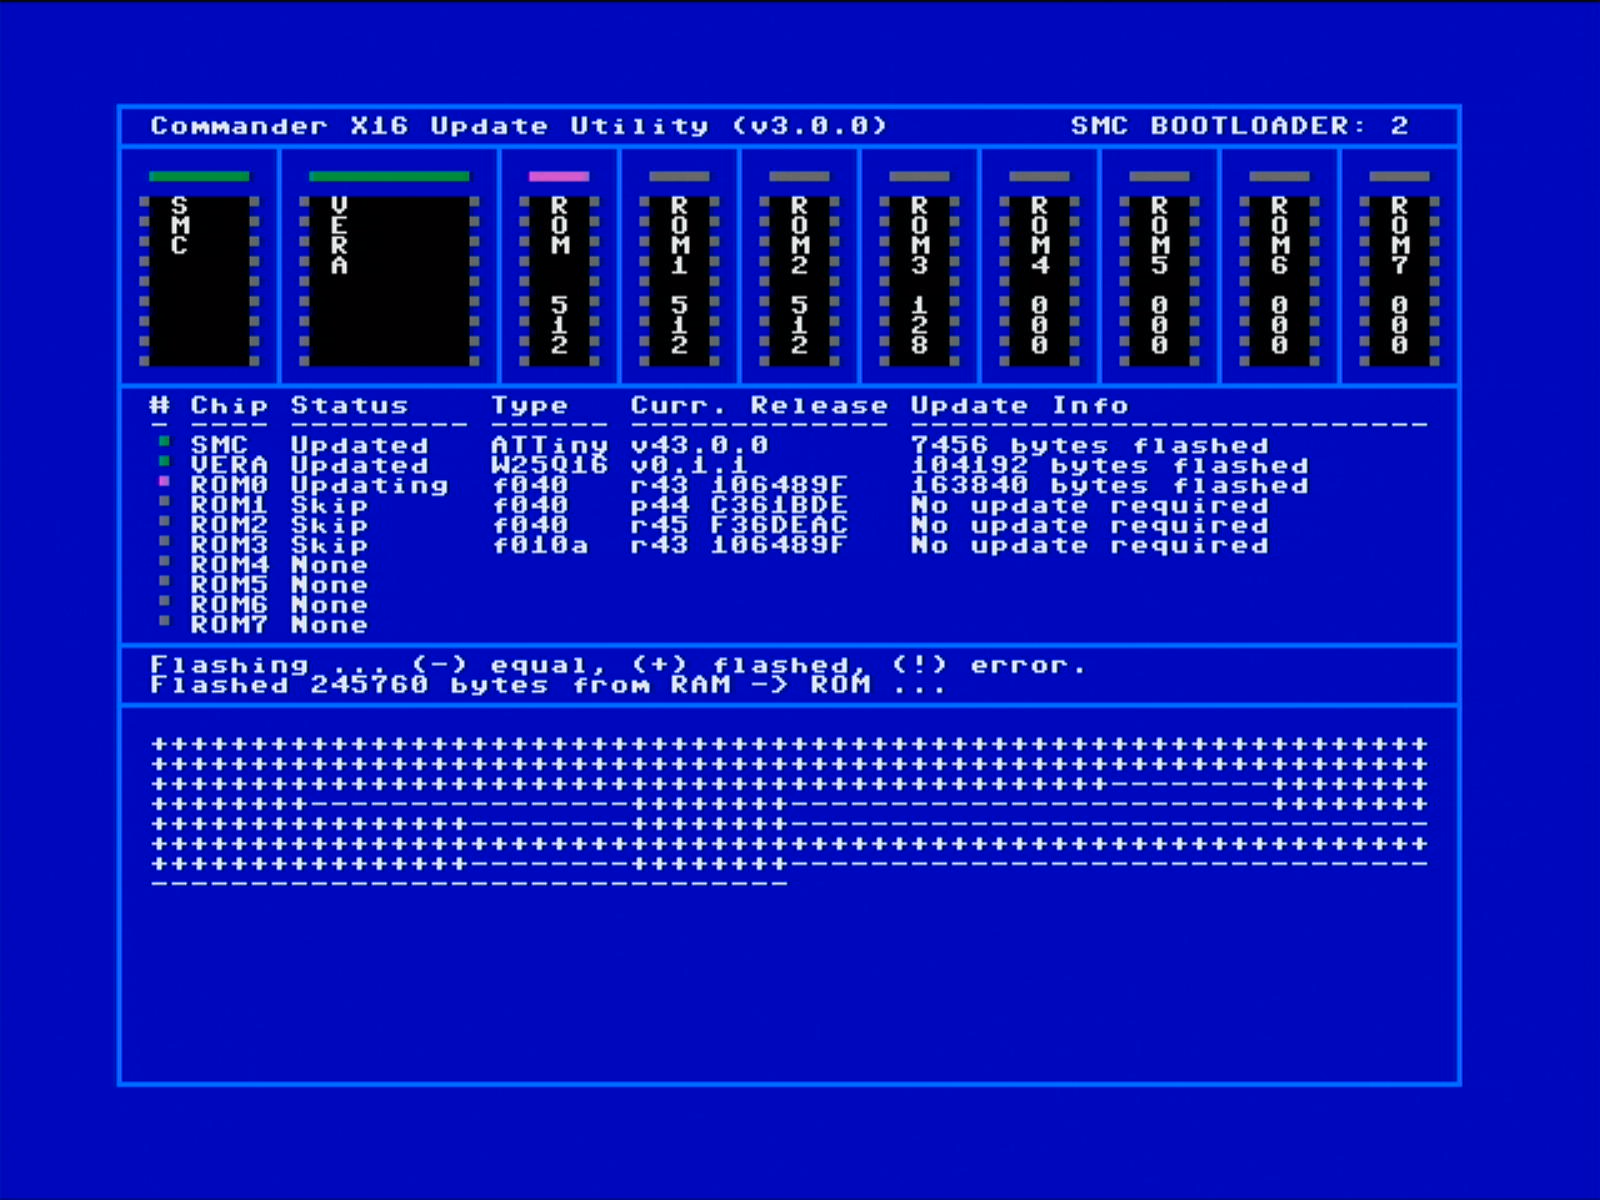 Commander X16 Update Utility (v3.0.0) SMC BOOTLOADER: 2
SMC
VERA
ROM 512
ROM1 512
ROM2 512
ROM3 128
ROM4 000
ROM5 000
ROM6 000
ROM7 000
# Chip Status Type Curr. Release Update Info
- ---- --------- ------ ------------- --------------------------
SMC Updated ATTiny v43.0.0 7456 bytes flashed
VERA Updated W25Q16 v0.1.1 104192 bytes flashed
ROM0 Updating f040 r43 106489F 163840 bytes flashed
ROM1 Skip f040 p44 C361BDE No update required
ROM2 Skip f040 r45 F36DEAC No update required
ROM3 Skip f010a r43 106489F No update required
ROM4 None
ROM5 None
ROM6 None
ROM7 None
Flashing ... (-) equal, (+) flashed, (!) error.
Flashed 245760 bytes from RAM -> ROM ...
++++++++++++++++++++++++++++++++++++++++++++++++++++++++++++++++
++++++++++++++++++++++++++++++++++++++++++++++++++++++++++++++++
++++++++++++++++++++++++++++++++++++++++++++++++--------++++++++
++++++++----------------++++++++------------------------++++++++
++++++++++++++++--------++++++++--------------------------------
++++++++++++++++++++++++++++++++++++++++++++++++++++++++++++++++
++++++++++++++++--------++++++++--------------------------------
--------------------------------